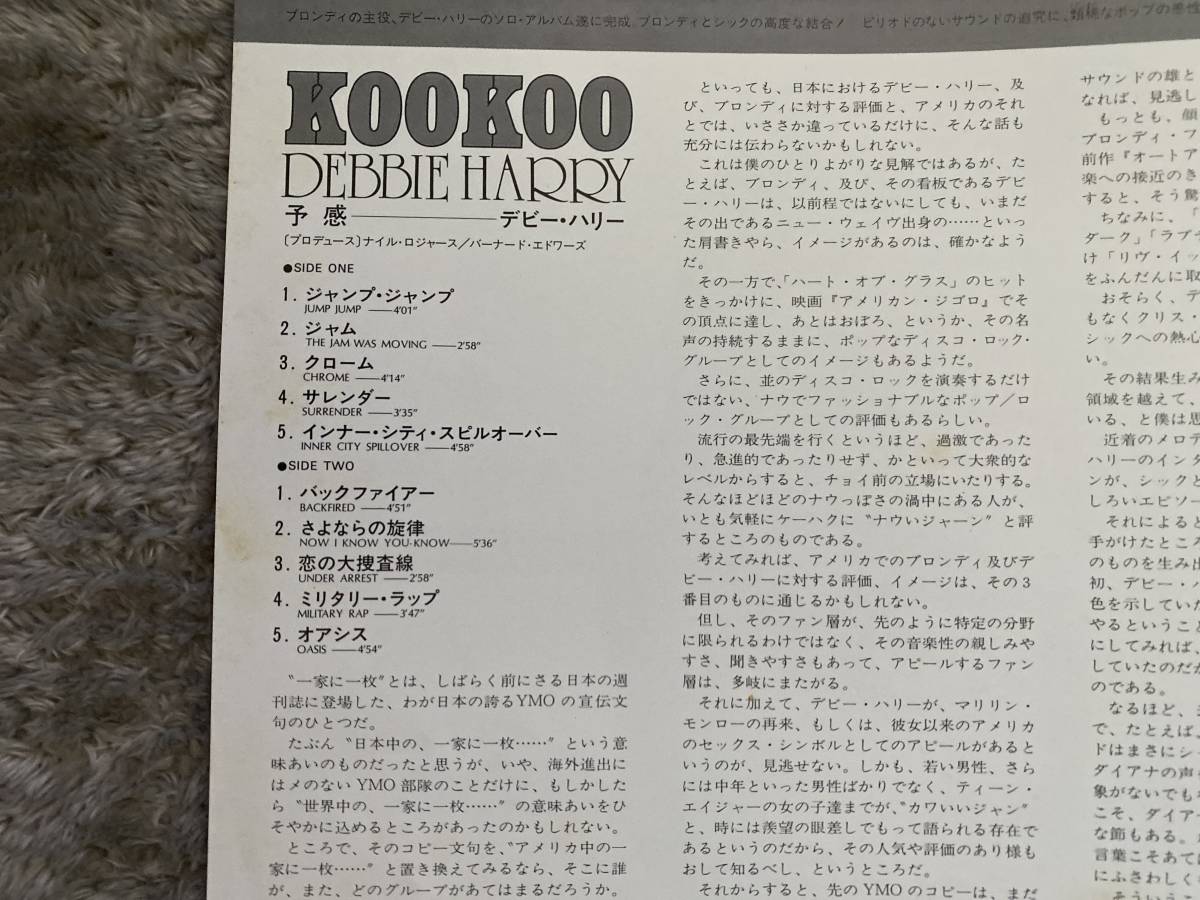 ブロンディの主役、デビー・ハリーのソロ・アルバム遂に完成。ブロンディとシックの高度な結合ノ ピリオドのないサウンドの追究に、類稀なポップの感性
KOOKOO
DEBBIE HARRY
予感────デビー・ハリー
〔プロデュース〕ナイル・ロジャース／バーナード・エドワーズ
●SIDE ONE
1. ジャンプ・ジャンプ
JUMP JUMP ──4'01"
2. ジャム
THE JAM WAS MOVING ──2'58"
3. クローム
CHROME ──4'14"
4. サレンダー
SURRENDER ──3'35"
5. インナー・シティ・スピルオーバー
INNER CITY SPILLOVER ──4'58"
●SIDE TWO
1. バックファイアー
BACKFIRED ──4'51"
2. さよならの旋律
NOW I KNOW YOU-KNOW──5'36"
3. 恋の大捜査線
UNDER ARREST ──2'58"
4. ミリタリー・ラップ
MILITARY RAP ──3'47"
5. オアシス
OASIS ──4'54"
〝一家に一枚〟とは、しばらく前にさる日本の週
刊誌に登場した、わが日本の誇るYMOの宣伝文
句のひとつだ。
たぶん〝日本中の、一家に一枚……〟という意
味あいのものだったと思うが、いや、海外進出に
はメのないYMO部隊のことだけに、もしかした
ら〝世界中の、一家に一枚……〟の意味あいをひ
そやかに込めるところがあったのかもしれない。
ところで、そのコピー文句を、〝アメリカ中の一
家に一枚……〟と置き換えてみるなら、そこに誰
が、また、どのグループがあてはまるだろうか。
といっても、日本におけるデビー・ハリー、及
び、ブロンディに対する評価と、アメリカのそれ
とでは、いささか違っているだけに、そんな話も
充分には伝わらないかもしれない。
これは僕のひとりよがりな見解ではあるが、た
とえば、ブロンディ、及び、その看板であるデビ
ー・ハリーは、以前程ではないにしても、いまだ
その出であるニュー・ウェイヴ出身の……といっ
た肩書きやら、イメージがあるのは、確かなよう
だ。
その一方で、「ハート・オブ・グラス」のヒット
をきっかけに、映画『アメリカン・ジゴロ』でそ
の頂点に達し、あとはおぼろ、というか、その名
声の持続するままに、ポップなディスコ・ロック・
グループとしてのイメージもあるようだ。
さらに、並のディスコ・ロックを演奏するだけ
ではない、ナウでファッショナブルなポップ／ロ
ック・グループとしての評価もあるらしい。
流行の最先端を行くというほど、過激であった
り、急進的であったりせず、かといって大衆的な
レベルからすると、チョイ前の立場にいたりする。
そんなほどほどのナウっぽさの渦中にある人が、
いとも気軽にケーハクに〝ナウいジャーン〟と評
するところのものである。
考えてみれば、アメリカでのブロンディ及びデ
ビー・ハリーに対する評価、イメージは、その3
番目のものに通じるかもしれない。
但し、そのファン層が、先のように特定の分野
に限られるわけではなく、その音楽性の親しみや
すさ、聞きやすさもあって、アピールするファン
層は、多岐にまたがる。
それに加えて、デビー・ハリーが、マリリン・
モンローの再来、もしくは、彼女以来のアメリカ
のセックス・シンボルとしてのアピールがあると
いうのが、見逃せない。しかも、若い男性、さら
には中年といった男性ばかりでなく、ティーン・
エイジャーの女の子達までが、〝カワいいジャン〟
と、時には羨望の眼差しでもって語られる存在で
あるというのだから、その人気や評価のあり様も
おして知るべし、というところだ。
それからすると、先のYMOのコピーは、まだ
サウンドの雄と
なれば、見逃し
もっとも、顔
ブロンディ・フ
前作『オートア
楽への接近のき
すると、そう驚
ちなみに、「
ダーク」「ラブ
け「リヴ・イッ
をふんだんに取
おそらく、デ
もなくクリス・
シックへの熱心
い。
その結果生み
領域を越えて、
いる、と僕は思
近着のメロデ
ハリーのインタ
ンが、シックと
しろいエピソー
それによると
手がけたところ
のものを生み出
初、デビー・ハ
色を示していた
やるということ
にしてみれば、
していたのだか
のである。
なるほど、
で、たとえば、
ドはまさにシ
ダイアナの声
象がないでも
こそ、ダイア
な節もある。
言葉こそあて
にふさわしく